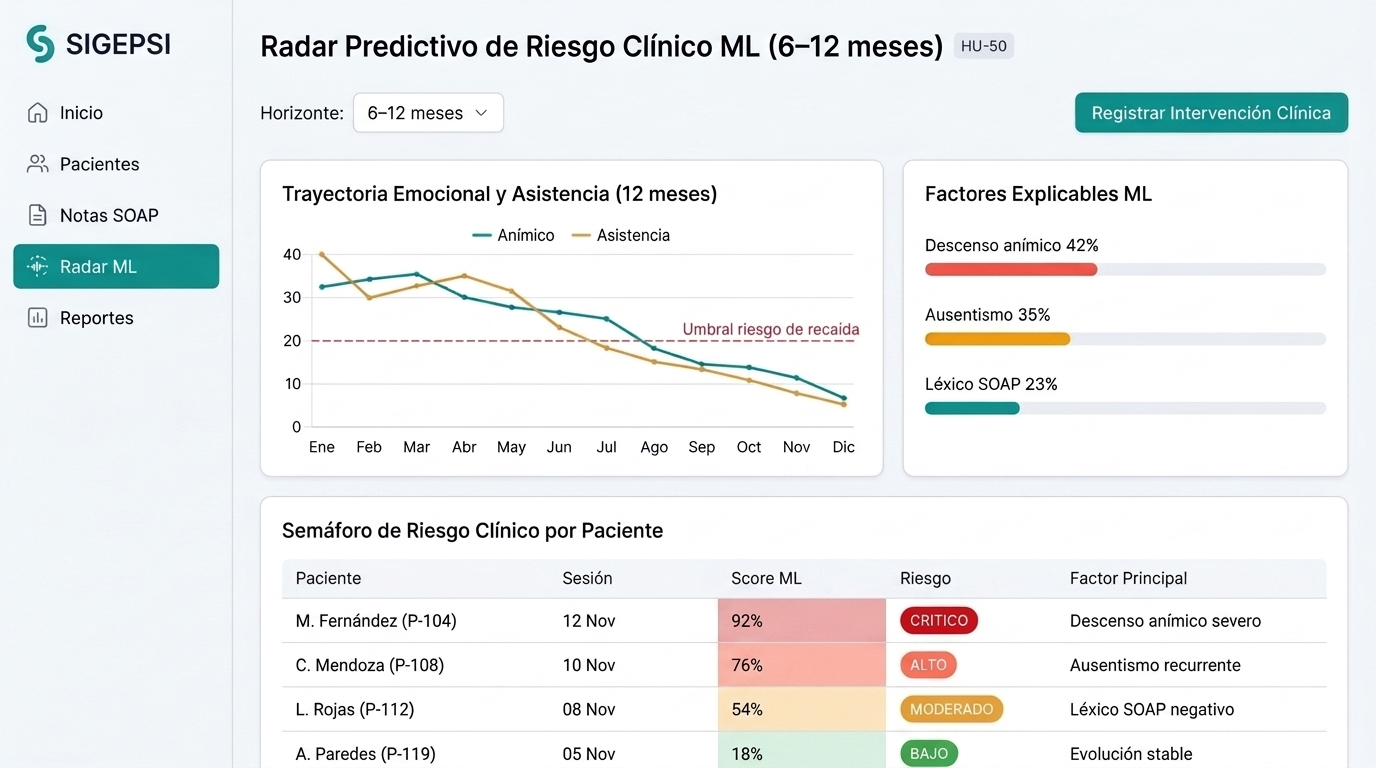 SIGEPSI
Inicio
Pacientes
Notas SOAP
Radar ML
Reportes
Radar Predictivo de Riesgo Clínico ML (6–12 meses) HU-50
Horizonte: 6–12 meses
Registrar Intervención Clínica
Trayectoria Emocional y Asistencia (12 meses)
Anímico Asistencia
40
30
20
10
0
Umbral riesgo de recaída
Ene Feb Mar Abr May Jun Jul Ago Sep Oct Nov Dic
Factores Explicables ML
Descenso anímico 42%
Ausentismo 35%
Léxico SOAP 23%
Semáforo de Riesgo Clínico por Paciente
Paciente Sesión Score ML Riesgo Factor Principal
M. Fernández (P-104) 12 Nov 92% CRITICO Descenso anímico severo
C. Mendoza (P-108) 10 Nov 76% ALTO Ausentismo recurrente
L. Rojas (P-112) 08 Nov 54% MODERADO Léxico SOAP negativo
A. Paredes (P-119) 05 Nov 18% BAJO Evolución stable